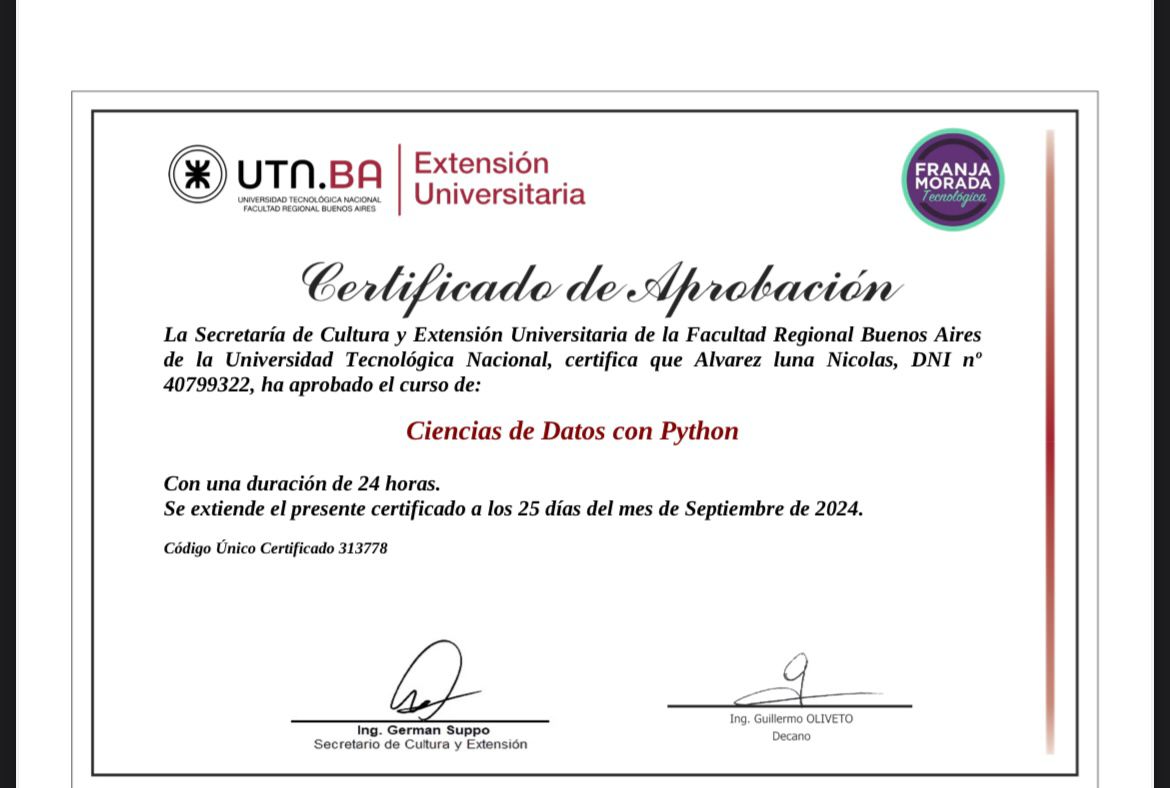 UTN.BA
UNIVERSIDAD TECNOLÓGICA NACIONAL
FACULTAD REGIONAL BUENOS AIRES
Extensión
Universitaria
FRANJA
MORADA
Tecnológica
Certificado de Aprobación
La Secretaría de Cultura y Extensión Universitaria de la Facultad Regional Buenos Aires
de la Universidad Tecnológica Nacional, certifica que Alvarez luna Nicolas, DNI nº
40799322, ha aprobado el curso de:
Ciencias de Datos con Python
Con una duración de 24 horas.
Se extiende el presente certificado a los 25 días del mes de Septiembre de 2024.
Código Único Certificado 313778
Ing. German Suppo
Secretario de Cultura y Extensión
Ing. Guillermo OLIVETO
Decano